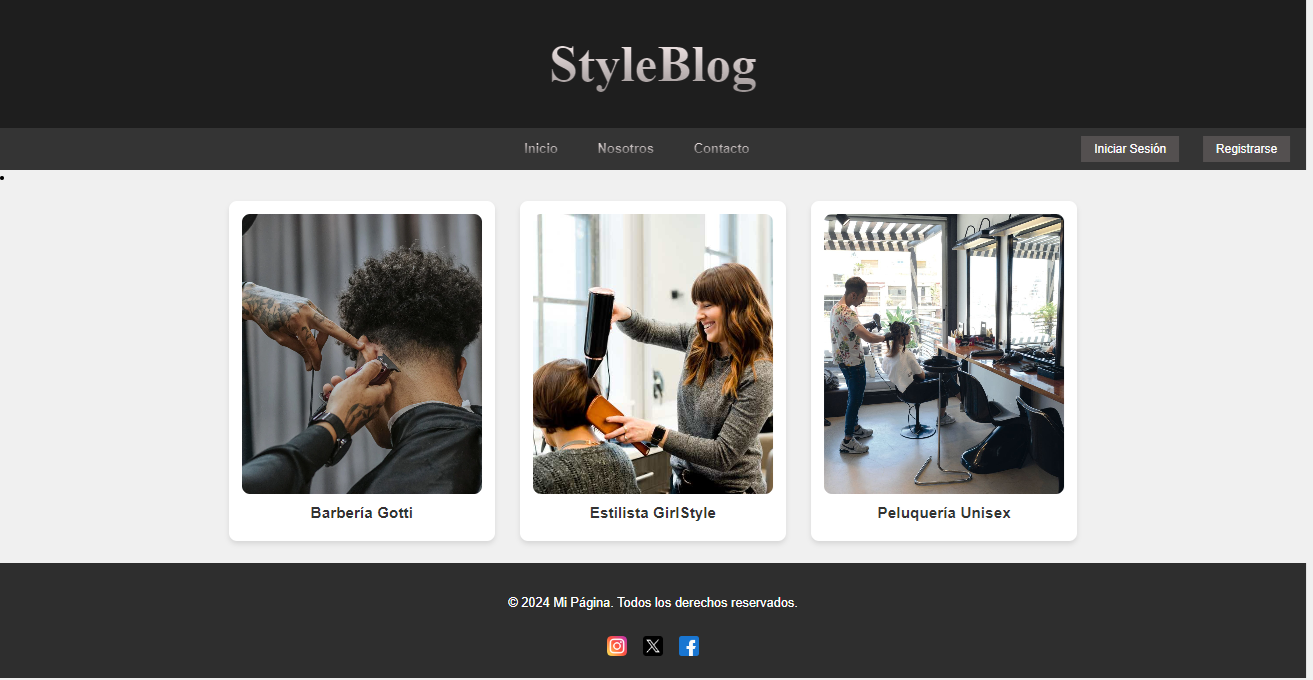 StyleBlog
Inicio Nosotros Contacto Iniciar Sesión Registrarse
Barbería Gotti Estilista GirlStyle Peluquería Unisex
© 2024 Mi Página. Todos los derechos reservados.